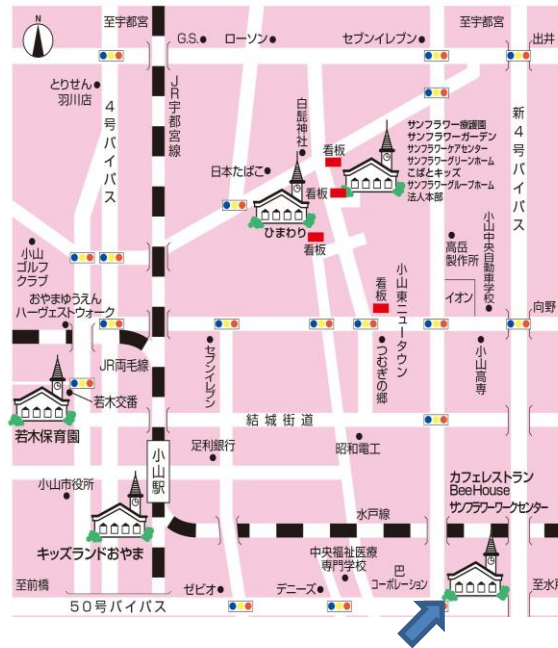 N
至宇都宮
G.S.
ローソン
セブンイレブン
至宇都宮
出井
とりせん
羽川店
4号バイパス
JR宇都宮線
白髭神社
看板
サンフラワー療護園
サンフラワーガーデン
サンフラワーケアセンター
サンフラワーグリーンホーム
こばとキッズ
サンフラワーグループホーム
法人本部
新4号バイパス
日本たばこ
看板
ひまわり
看板
小山
ゴルフ
クラブ
高岳
製作所
小山中央自動車学校
イオン
おやまゆうえん
ハーヴェストウォーク
看板
小山東ニュータウン
向野
JR両毛線
セブンイレブン
つむぎの郷
小山高専
若木交番
若木保育園
結城街道
足利銀行
昭和電工
小山駅
小山市役所
カフェレストラン
BeeHouse
サンフラワーワークセンター
水戸線
キッズランドおやま
中央福祉医療
専門学校
巴
コーポレーション
至前橋
ゼビオ
デニーズ
至水戸
50号バイパス